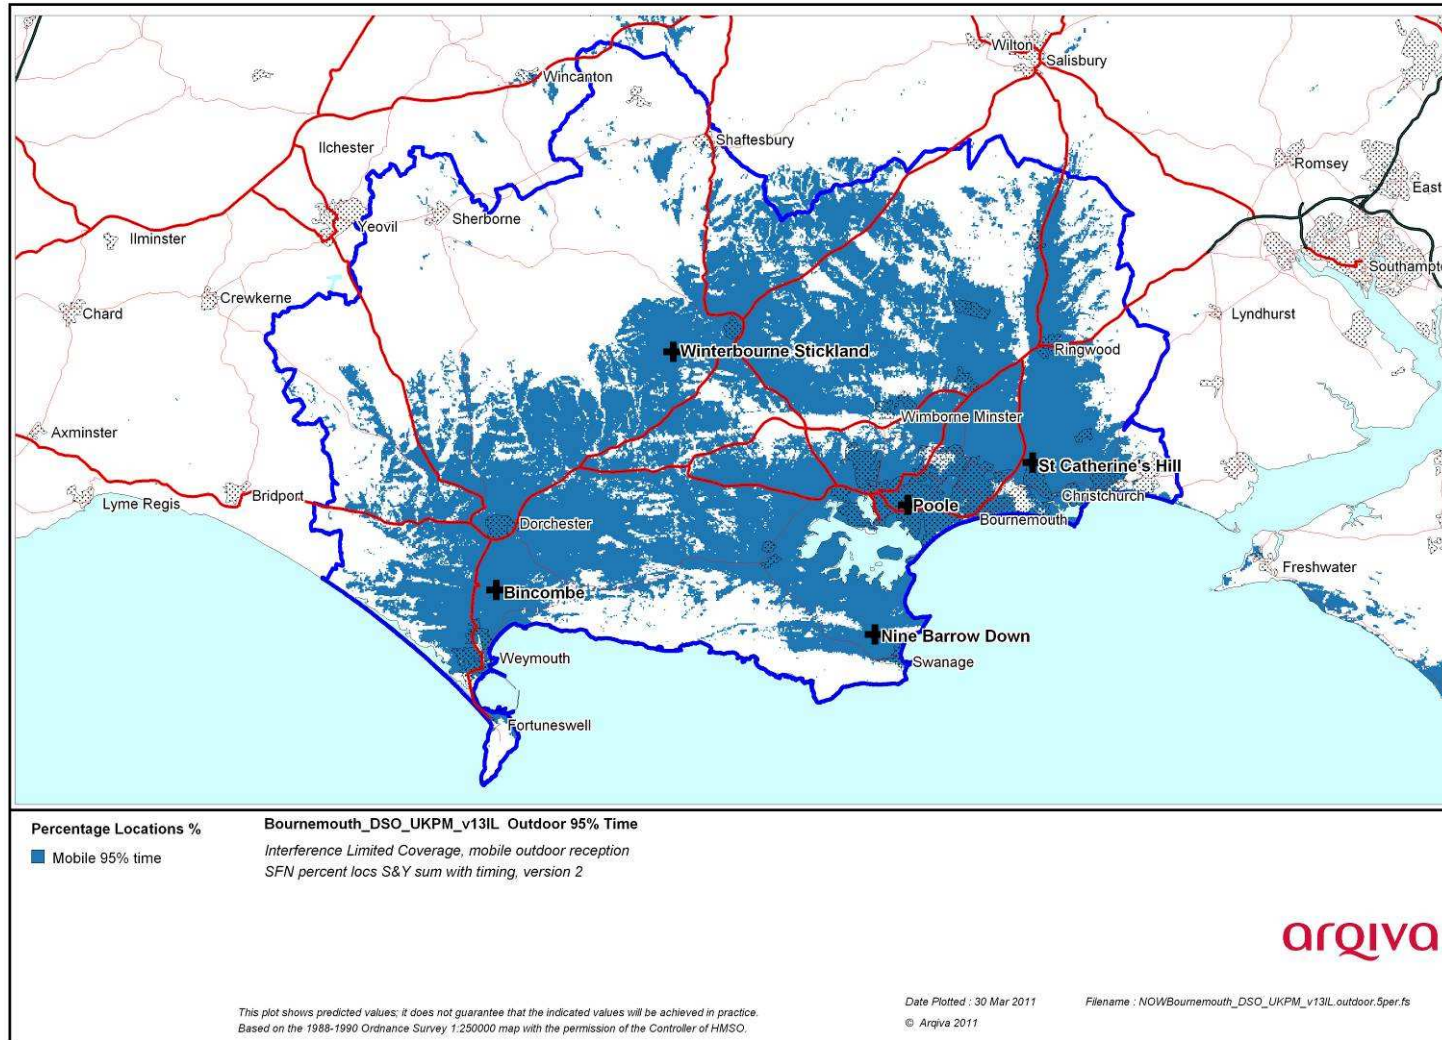 Wilton
Salisbury
Wincanton
Shaftesbury
Ilchester
Romsey
East
Sherborne
Yeovil
Ilminster
Southampto
Crewkerne
Chard
Lyndhurst
Winterbourne Stickland
Ringwood
Wimborne Minster
Axminster
St Catherine's Hill
Lyme Regis
Bridport
Christchurch
Poole
Dorchester
Bournemouth
Freshwater
Bincombe
Nine Barrow Down
Weymouth
Swanage
Fortuneswell
Percentage Locations %
Mobile 95% time
Bournemouth_DSO_UKPM_v13IL Outdoor 95% Time
Interference Limited Coverage, mobile outdoor reception
SFN percent locs S&Y sum with timing, version 2
arqiva
This plot shows predicted values; it does not guarantee that the indicated values will be achieved in practice.
Based on the 1988-1990 Ordnance Survey 1:250000 map with the permission of the Controller of HMSO.
Date Plotted : 30 Mar 2011
© Arqiva 2011
Filename : NOWBournemouth_DSO_UKPM_v13IL.outdoor.5per.fs